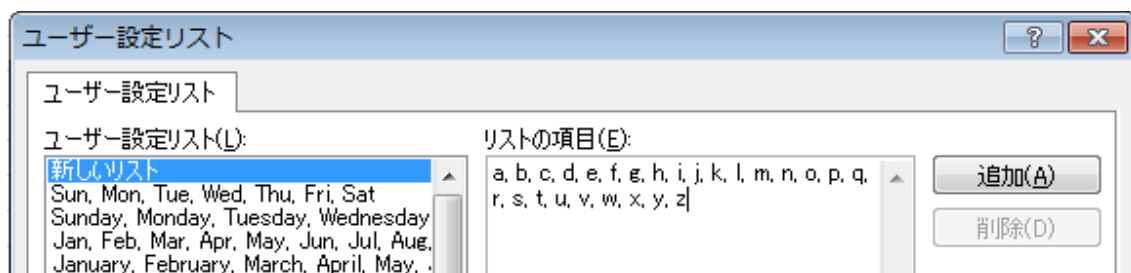 ユーザー設定リスト
ユーザー設定リスト
ユーザー設定リスト(L):
新しいリスト
Sun, Mon, Tue, Wed, Thu, Fri, Sat
Sunday, Monday, Tuesday, Wednesday
Jan, Feb, Mar, Apr, May, Jun, Jul, Aug,
January, February, March, April, May,
リストの項目(E):
a, b, c, d, e, f, g, h, i, j, k, l, m, n, o, p, q,
r, s, t, u, v, w, x, y, z
追加(A)
削除(D)